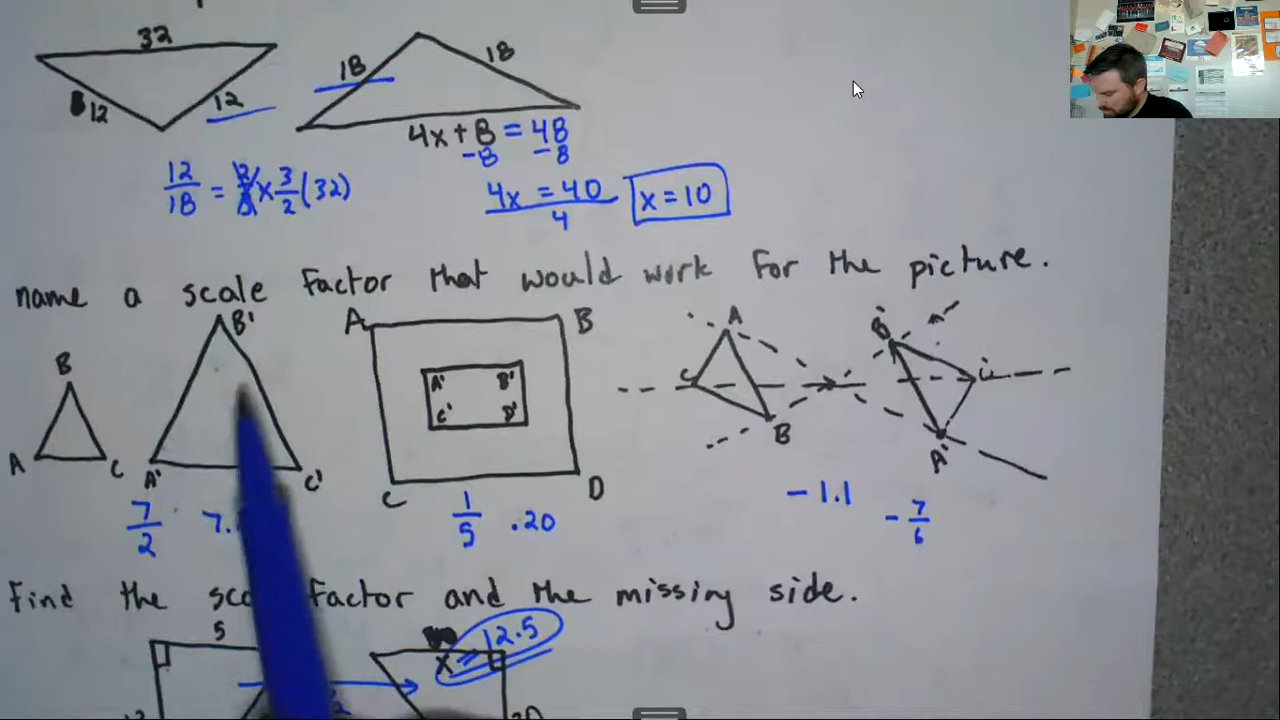 32
12
12
18
18
4x + 8 = 48
-8 -8
12/18 = x 3/2 (32)
4x = 40
4
x = 10
name a scale factor that would work for the picture.
B
A
C
B'
A'
C'
7/2
A
B
A'
B'
C'
D'
C
D
1/5 .20
A
C
B
B'
A'
-1.1
-7/6
Find the factor and the missing side.
5
x = 12.5